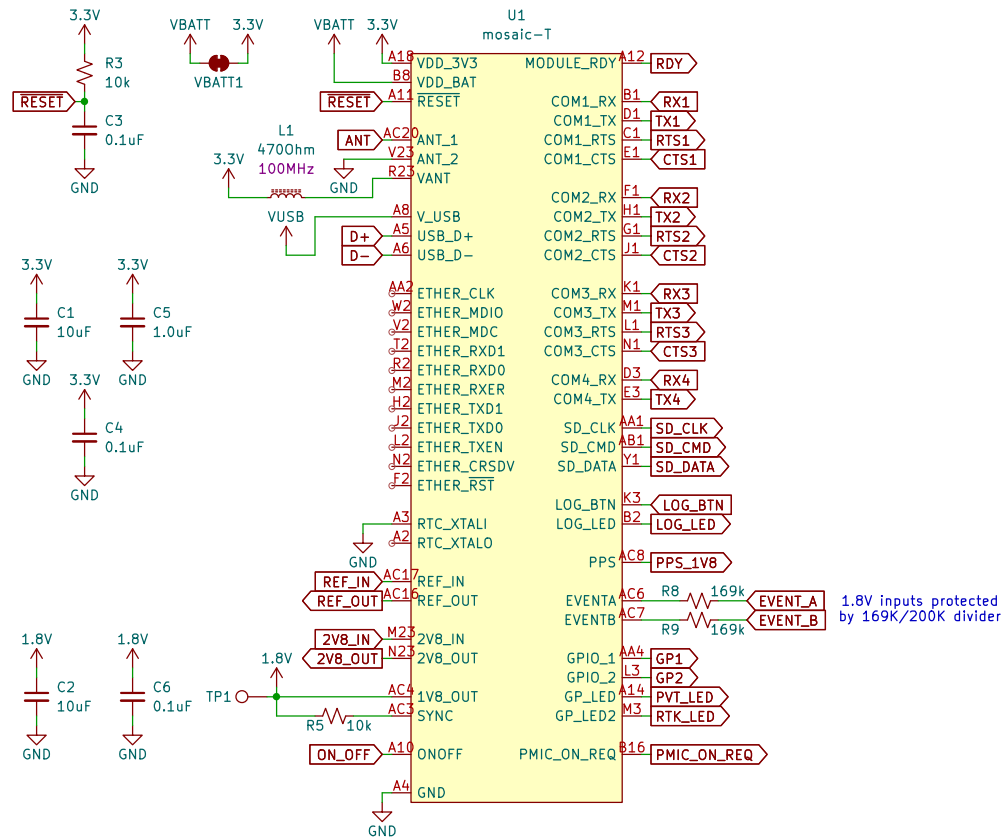 U1
mosaic-T
3.3V
R3
10k
RESET
C3
0.1uF
GND
VBATT
3.3V
VBATT1
VBATT
3.3V
RESET
ANT
GND
L1
470Ohm
100MHz
3.3V
VUSB
D+
D-
3.3V
C1
10uF
GND
3.3V
C5
1.0uF
GND
3.3V
C4
0.1uF
GND
GND
REF_IN
REF_OUT
2V8_IN
2V8_OUT
1.8V
TP1
R5
10k
ON_OFF
GND
1.8V
C2
10uF
GND
1.8V
C6
0.1uF
GND
A18 VDD_3V3
B8 VDD_BAT
A11 RESET
AC20 ANT_1
V23 ANT_2
R23 VANT
A8 V_USB
A5 USB_D+
A6 USB_D-
AA2 ETHER_CLK
W2 ETHER_MDIO
V2 ETHER_MDC
T2 ETHER_RXD1
R2 ETHER_RXD0
M2 ETHER_RXER
H2 ETHER_TXD1
J2 ETHER_TXD0
L2 ETHER_TXEN
N2 ETHER_CRSDV
F2 ETHER_RST
A3 RTC_XTALI
A2 RTC_XTALO
AC17 REF_IN
AC16 REF_OUT
M23 2V8_IN
N23 2V8_OUT
AC4 1V8_OUT
AC3 SYNC
A10 ONOFF
A4 GND
MODULE_RDY A12 RDY
COM1_RX B1 RX1
COM1_TX D1 TX1
COM1_RTS C1 RTS1
COM1_CTS E1 CTS1
COM2_RX F1 RX2
COM2_TX H1 TX2
COM2_RTS G1 RTS2
COM2_CTS J1 CTS2
COM3_RX K1 RX3
COM3_TX M1 TX3
COM3_RTS L1 RTS3
COM3_CTS N1 CTS3
COM4_RX D3 RX4
COM4_TX E3 TX4
SD_CLK AA1 SD_CLK
SD_CMD AB1 SD_CMD
SD_DATA Y1 SD_DATA
LOG_BTN K3 LOG_BTN
LOG_LED B2 LOG_LED
PPS AC8 PPS_1V8
EVENTA AC6 R8 169k EVENT_A
EVENTB AC7 R9 169k EVENT_B
1.8V inputs protected
by 169K/200K divider
GPIO_1 AA4 GP1
GPIO_2 L3 GP2
GP_LED A14 PVT_LED
GP_LED2 M3 RTK_LED
PMIC_ON_REQ B16 PMIC_ON_REQ